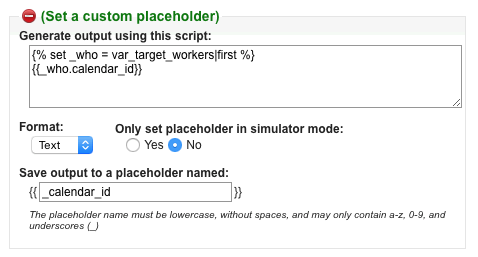 (Set a custom placeholder)
Generate output using this script:
{% set _who = var_target_workers|first %}
{{_who.calendar_id}}
Format: Only set placeholder in simulator mode:
Text Yes No
Save output to a placeholder named:
{{ _calendar_id }}
The placeholder name must be lowercase, without spaces, and may only contain a-z, 0-9, and
underscores (_)